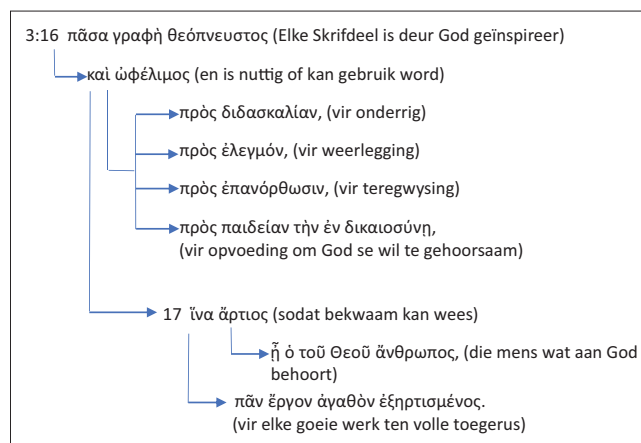 3:16 πᾶσα γραφὴ θεόπνευστος (Elke Skrifdeel is deur God geïnspireer)
καὶ ὠφέλιμος (en is nuttig of kan gebruik word)
πρὸς διδασκαλίαν, (vir onderrig)
πρὸς ἐλεγμόν, (vir weerlegging)
πρὸς ἐπανόρθωσιν, (vir teregwysing)
πρὸς παιδείαν τὴν ἐν δικαιοσύνῃ,
(vir opvoeding om God se wil te gehoorsaam)
17 ἵνα ἄρτιος (sodat bekwaam kan wees)
ᾖ ὁ τοῦ Θεοῦ ἄνθρωπος, (die mens wat aan God
behoort)
πᾶν ἔργον ἀγαθὸν ἐξηρτισμένος.
(vir elke goeie werk ten volle toegerus)